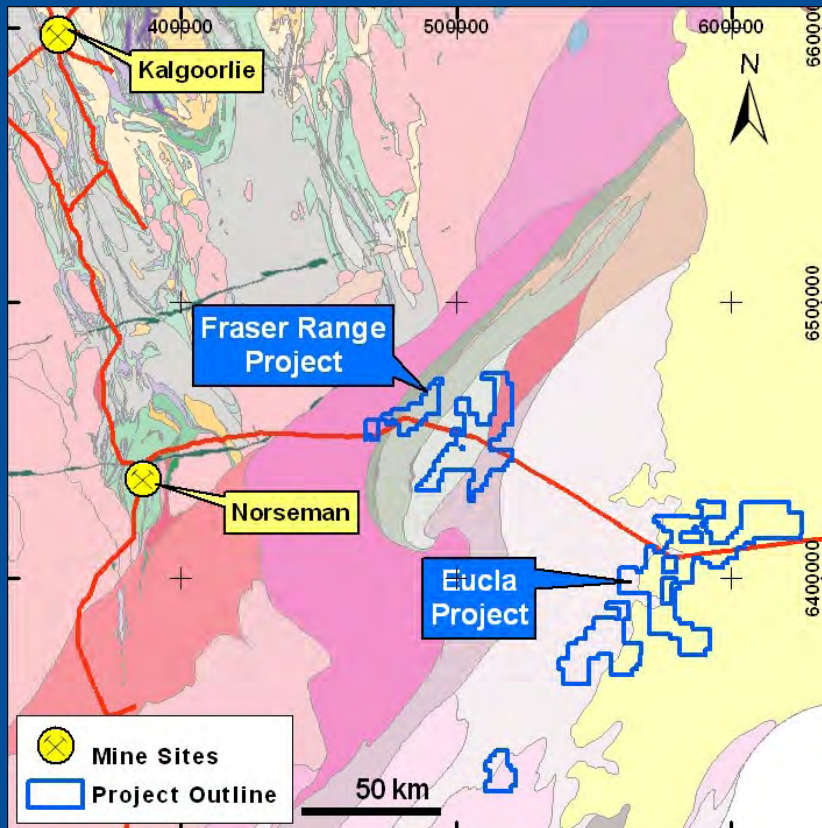 400000
500000
600000
6600000
N
Kalgoorlie
6500000
Fraser Range
Project
Norseman
Eucla
Project
6400000
Mine Sites
Project Outline
50 km